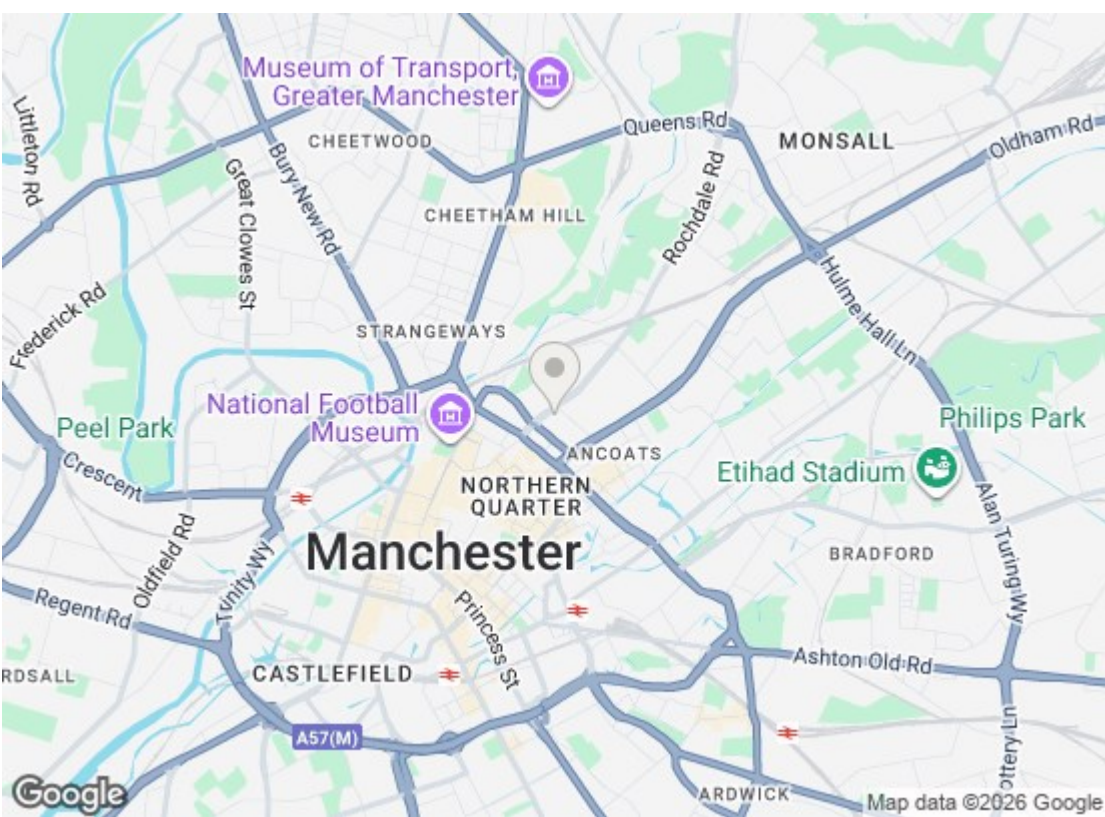 Museum of Transport,
Greater Manchester
Queens Rd
MONSALL
Oldham Rd
CHEETWOOD
Littleton Rd
Great Clowes St
Bury New Rd
CHEETHAM HILL
Rochdale Rd
Hulme Hall Ln
Frederick Rd
STRANGEWAYS
National Football
Museum
Peel Park
Philips Park
Crescent
ANCOATS
Etihad Stadium
NORTHERN
QUARTER
Alan Turing Wy
Oldfield Rd
Manchester
BRADFORD
Trinity Wy
Regent Rd
Princess St
Ashton Old Rd
RDSALL
CASTLEFIELD
A57(M)
ottery Ln
ARDWICK
Google
Map data ©2026 Google